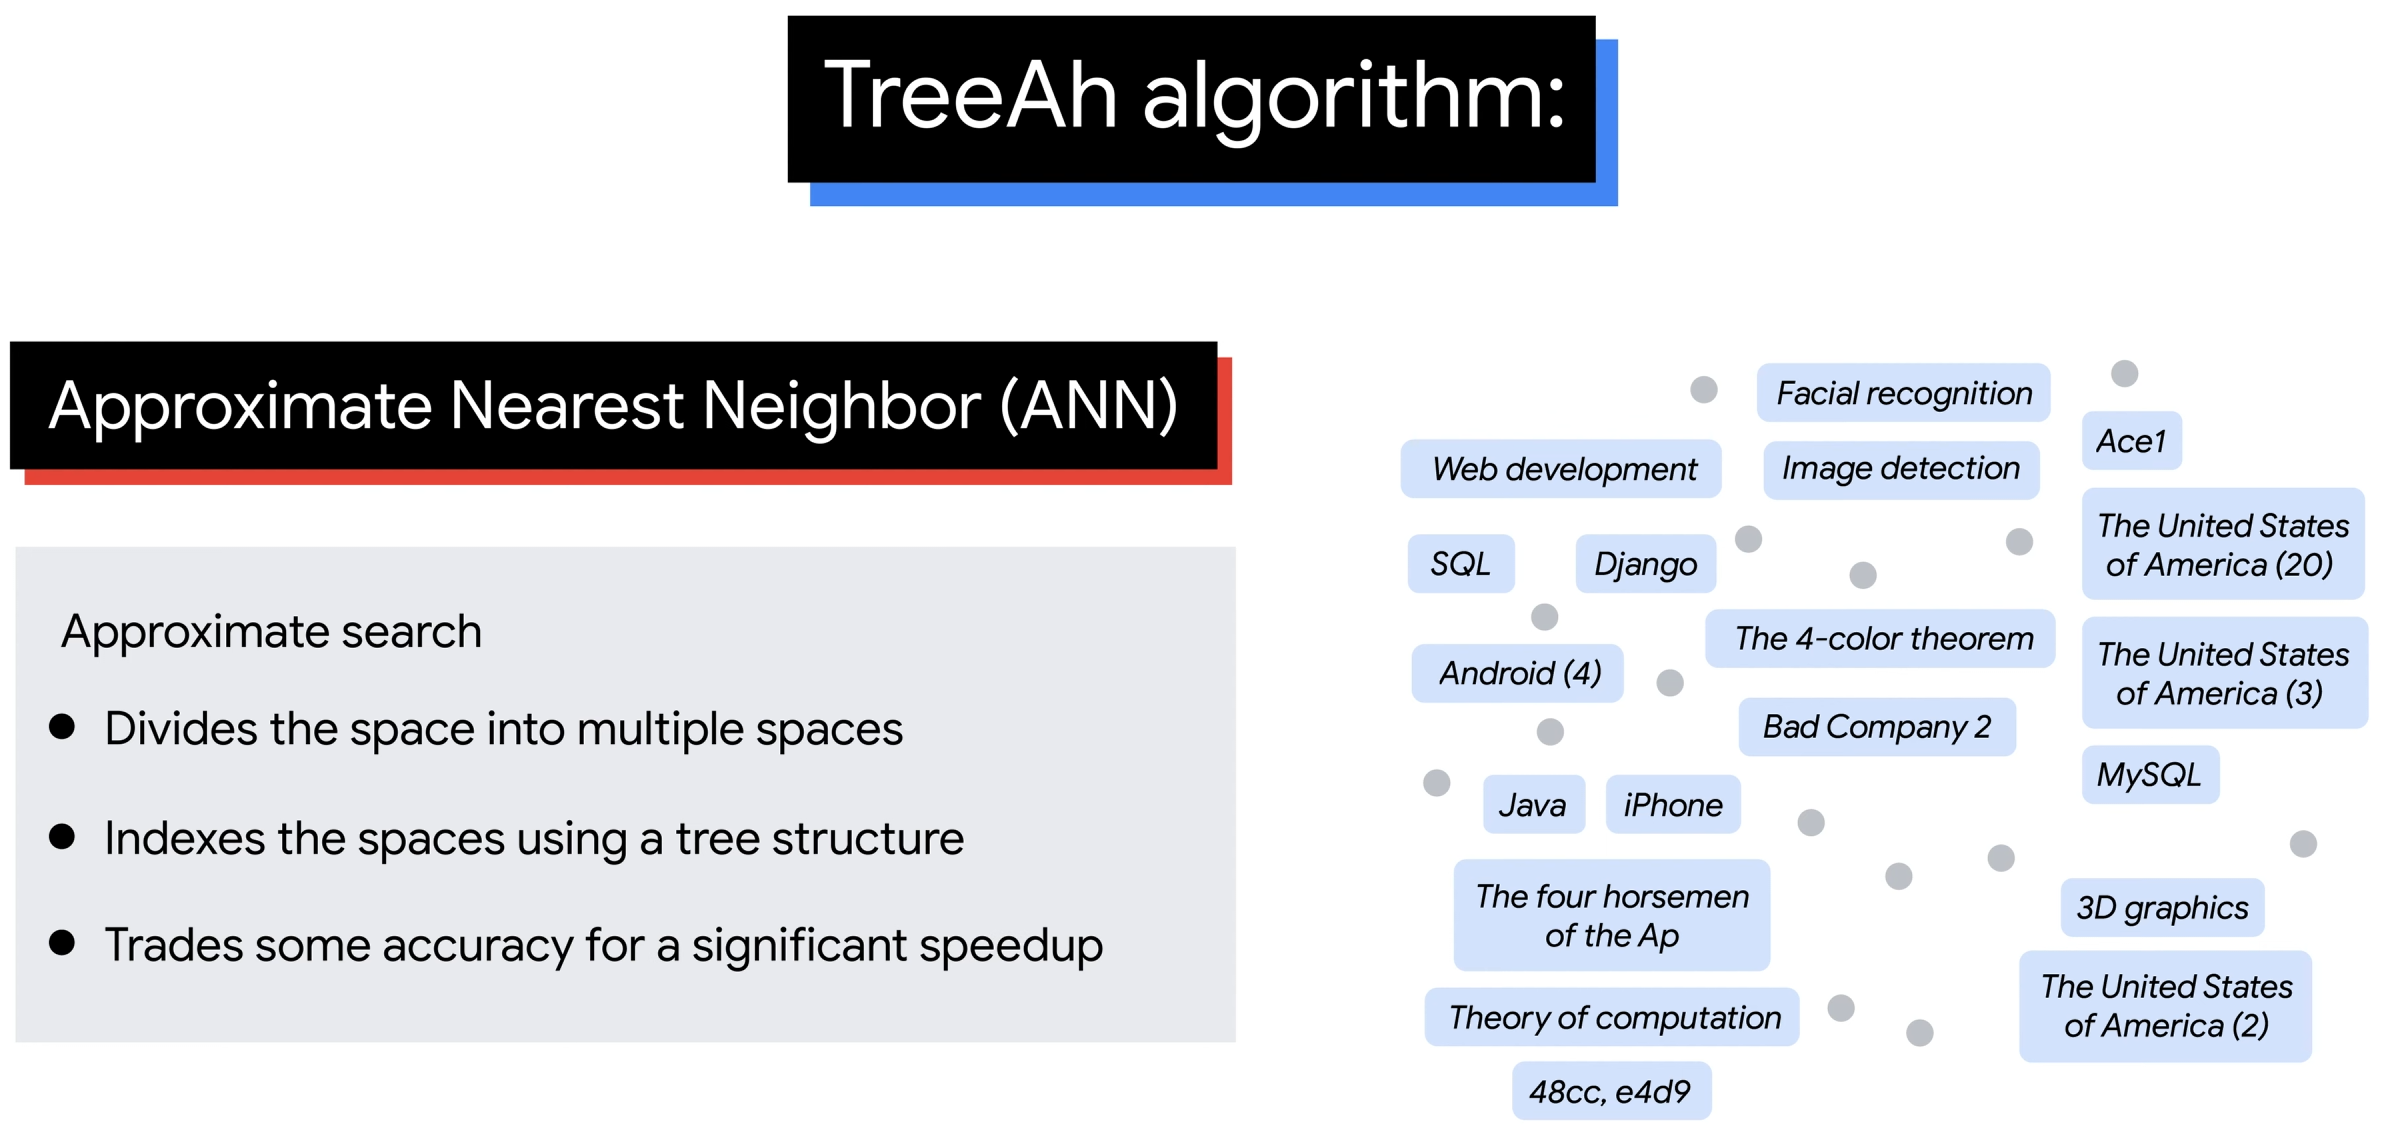 TreeAh algorithm:
Approximate Nearest Neighbor (ANN)
Approximate search
● Divides the space into multiple spaces
● Indexes the spaces using a tree structure
● Trades some accuracy for a significant speedup
Facial recognition
Ace1
Web development
Image detection
The United States
of America (20)
SQL
Django
The 4-color theorem
The United States
of America (3)
Android (4)
Bad Company 2
MySQL
Java
iPhone
The four horsemen
of the Ap
3D graphics
The United States
of America (2)
Theory of computation
48cc, e4d9